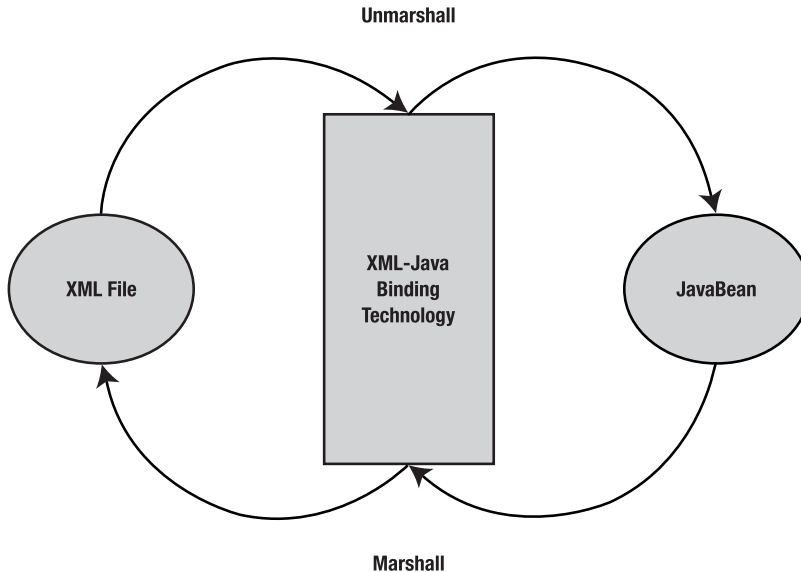 Unmarshall
XML File
XML-Java
Binding
Technology
JavaBean
Marshall